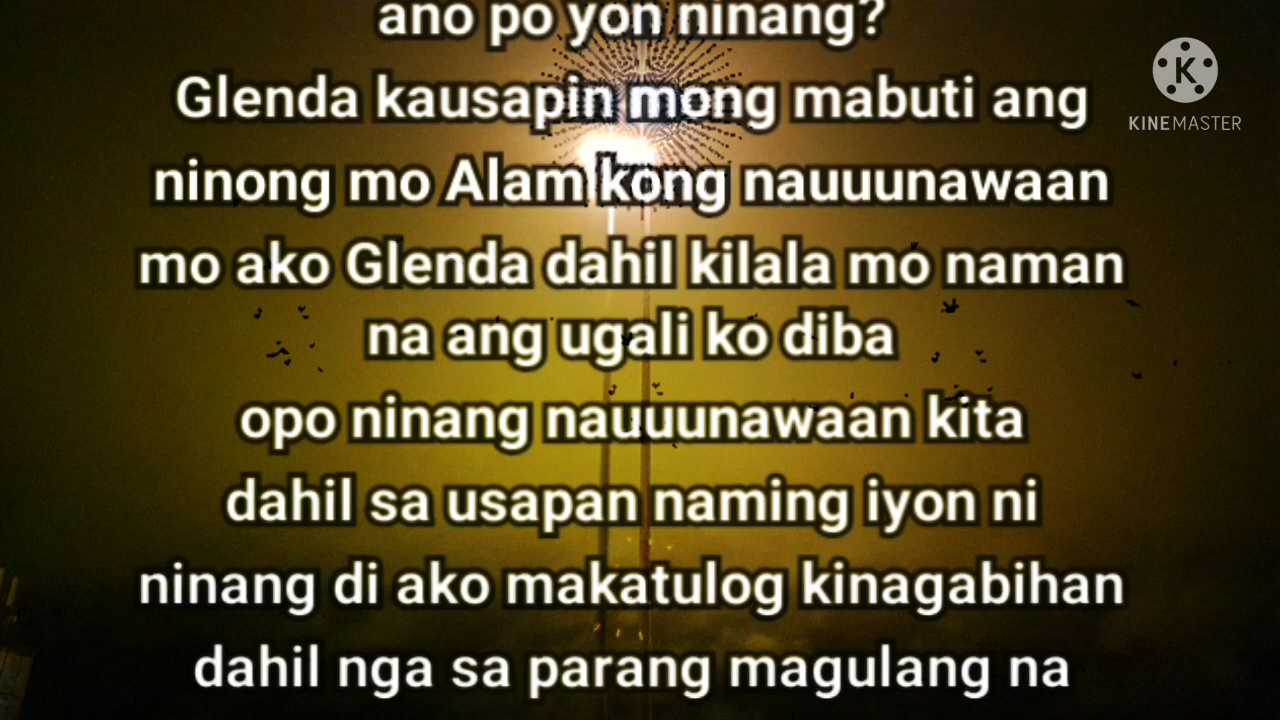 ano po yon ninang?
Glenda kausapin mong mabuti ang
ninong mo Alam kong nauuunawaan
mo ako Glenda dahil kilala mo naman
na ang ugali ko diba
opo ninang nauuunawaan kita
dahil sa usapan naming iyon ni
ninang di ako makatulog kinagabihan
dahil nga sa parang magulang na
K
KINEMASTER